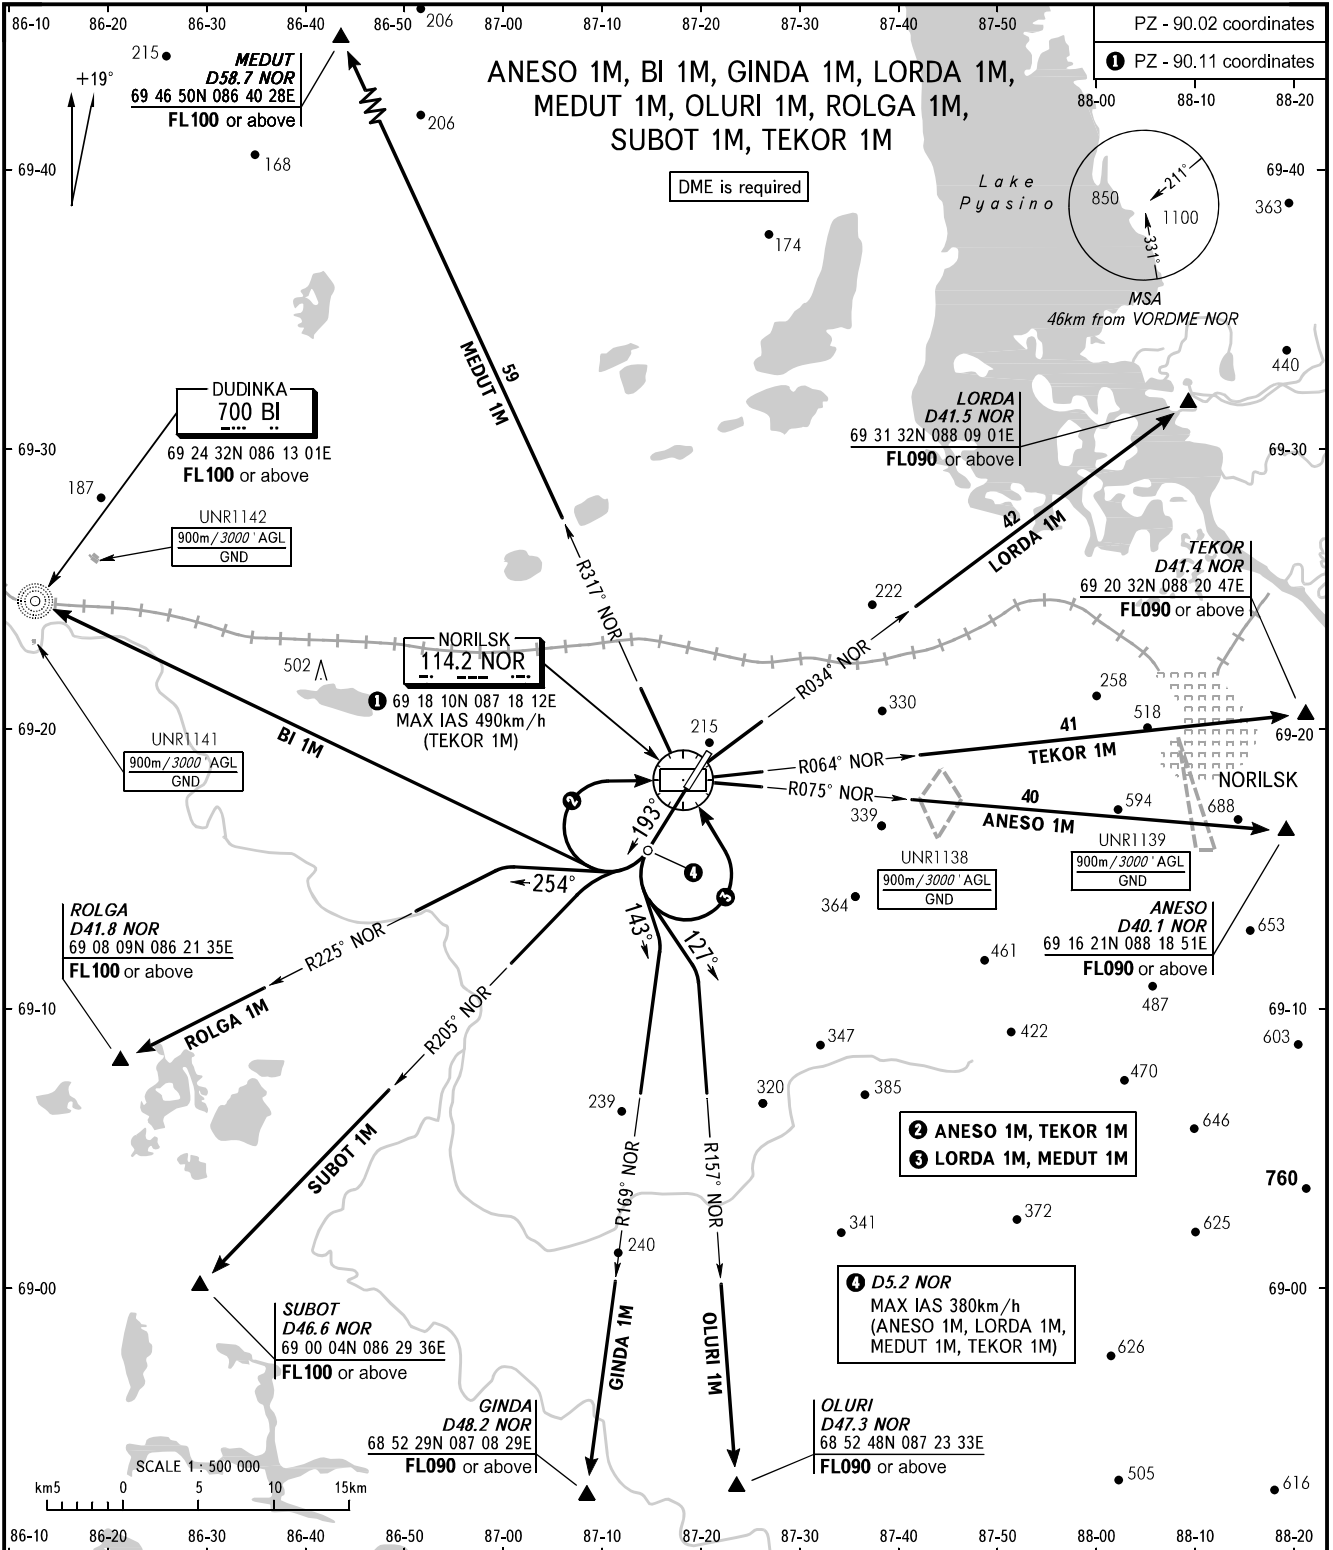 86-10 86-20 86-30 86-40 86-50 87-00 87-10 87-20 87-30 87-40 87-50
PZ - 90.02 coordinates
1 PZ - 90.11 coordinates
88-00 88-10 88-20
ANESO 1M, BI 1M, GINDA 1M, LORDA 1M,
MEDUT 1M, OLURI 1M, ROLGA 1M,
SUBOT 1M, TEKOR 1M
DME is required
+19°
215
206
MEDUT
D58.7 NOR
69 46 50N 086 40 28E
FL100 or above
206
168
174
69-40
69-40
Lake
Pyasino
850
1100
211°
331°
MSA
46km from VORDME NOR
363
440
59
MEDUT 1M
DUDINKA
700 BI
69 24 32N 086 13 01E
FL100 or above
LORDA
D41.5 NOR
69 31 32N 088 09 01E
FL090 or above
69-30
69-30
187
UNR1142
900m/3000' AGL
GND
42
LORDA 1M
TEKOR
D41.4 NOR
69 20 32N 088 20 47E
FL090 or above
R317° NOR
222
R034° NOR
NORILSK
114.2 NOR
1 69 18 10N 087 18 12E
MAX IAS 490km/h
(TEKOR 1M)
502
BI 1M
UNR1141
900m/3000' AGL
GND
215
330
258
518
69-20
69-20
R064° NOR
41
TEKOR 1M
NORILSK
R075° NOR
40
ANESO 1M
594
688
339
2
193°
4
3
UNR1138
900m/3000' AGL
GND
UNR1139
900m/3000' AGL
GND
254°
143°
127°
364
ROLGA
D41.8 NOR
69 08 09N 086 21 35E
FL100 or above
R225° NOR
ROLGA 1M
R205° NOR
SUBOT 1M
ANESO
D40.1 NOR
69 16 21N 088 18 51E
FL090 or above
653
461
487
69-10
69-10
347
422
603
470
239
320
385
646
2 ANESO 1M, TEKOR 1M
3 LORDA 1M, MEDUT 1M
760
R169° NOR
R157° NOR
372
341
625
240
69-00
69-00
4 D5.2 NOR
MAX IAS 380km/h
(ANESO 1M, LORDA 1M,
MEDUT 1M, TEKOR 1M)
SUBOT
D46.6 NOR
69 00 04N 086 29 36E
FL100 or above
GINDA 1M
OLURI 1M
626
GINDA
D48.2 NOR
68 52 29N 087 08 29E
FL090 or above
OLURI
D47.3 NOR
68 52 48N 087 23 33E
FL090 or above
505
616
SCALE 1 : 500 000
km5 0 5 10 15km
86-10 86-20 86-30 86-40 86-50 87-00 87-10 87-20 87-30 87-40 87-50 88-00 88-10 88-20